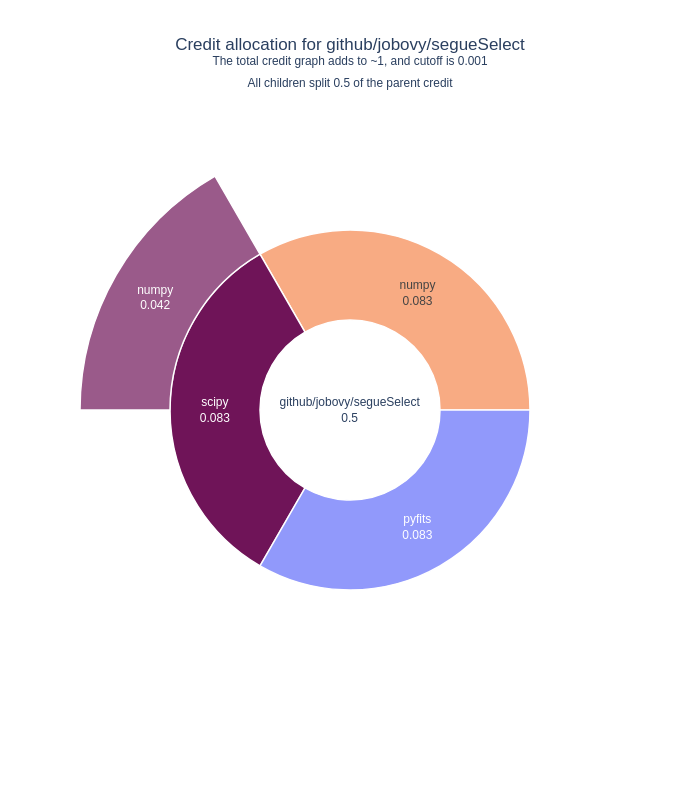 Credit allocation for github/jobovy/segueSelect
The total credit graph adds to ~1, and cutoff is 0.001
All children split 0.5 of the parent credit
numpy
0.083
numpy
0.042
scipy
0.083
github/jobovy/segueSelect
0.5
pyfits
0.083